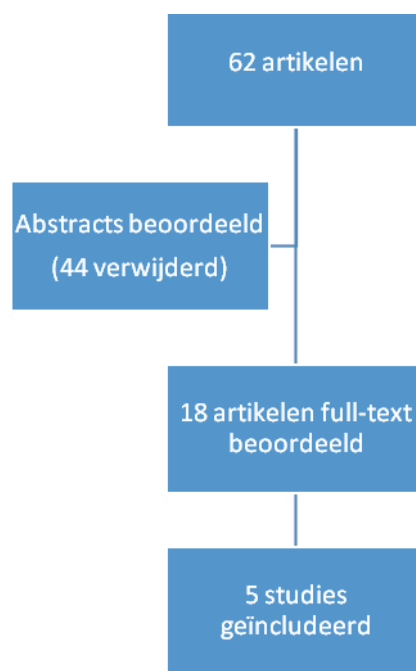 62 artikelen
Abstracts beoordeeld
(44 verwijderd)
18 artikelen full-text
beoordeeld
5 studies
geïncludeerd